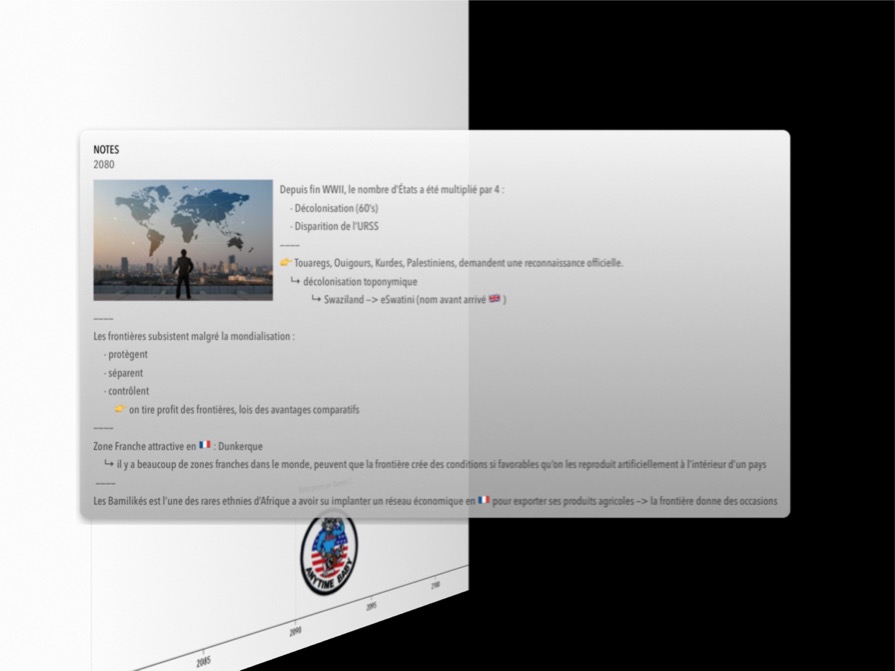 NOTES
2080
Depuis fin WWII, le nombre d'États a été multiplié par 4 :
- Décolonisation (60's)
- Disparition de l'URSS
----
👉 Touaregs, Ouigours, Kurdes, Palestiniens, demandent une reconnaissance officielle.
↳ décolonisation toponymique
↳ Swaziland –> eSwatini (nom avant arrivé 🇬🇧 )
----
Les frontières subsistent malgré la mondialisation :
- protègent
- séparent
- contrôlent
👉 on tire profit des frontières, lois des avantages comparatifs
----
Zone Franche attractive en 🇫🇷 : Dunkerque
↳ il y a beaucoup de zones franches dans le monde, peuvent que la frontière crée des conditions si favorables qu'on les reproduit artificiellement à l'intérieur d'un pays
----
Les Bamilikés est l'une des rares ethnies d'Afrique a avoir su implanter un réseau économique en 🇫🇷 pour exporter ses produits agricoles –> la frontière donne des occasions
ANYTIME BABY
2085
2090
2095
2100